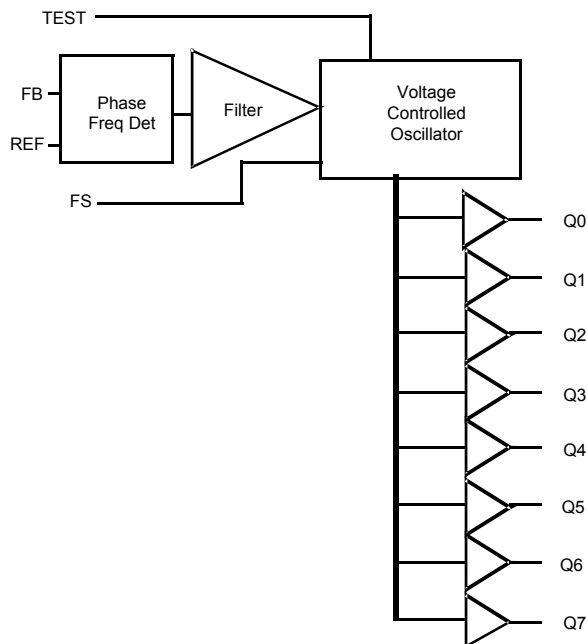 TEST
FB
REF
Phase
Freq Det
Filter
Voltage
Controlled
Oscillator
FS
Q0
Q1
Q2
Q3
Q4
Q5
Q6
Q7